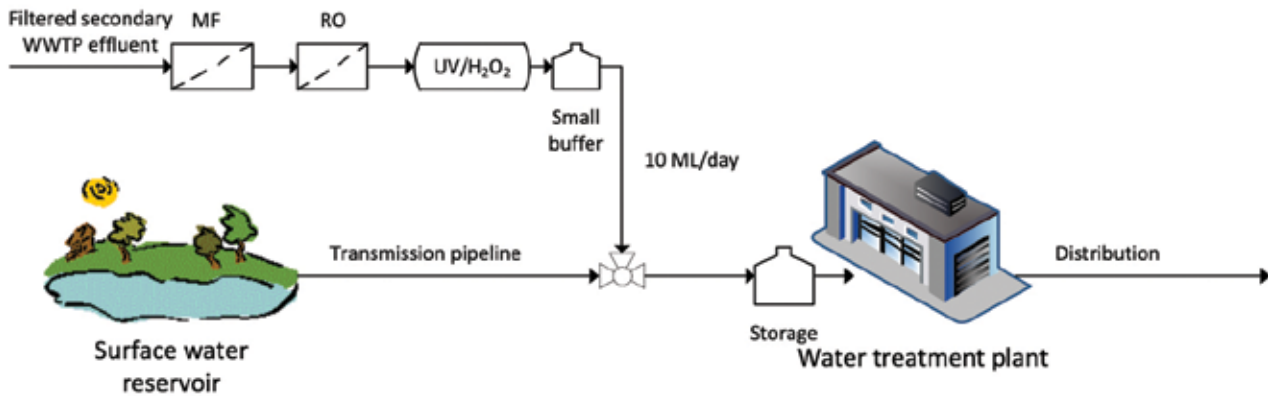 Filtered secondary
WWTP effluent
MF
RO
UV/H₂O₂
Small
buffer
10 ML/day
Transmission pipeline
Distribution
Storage
Surface water
reservoir
Water treatment plant